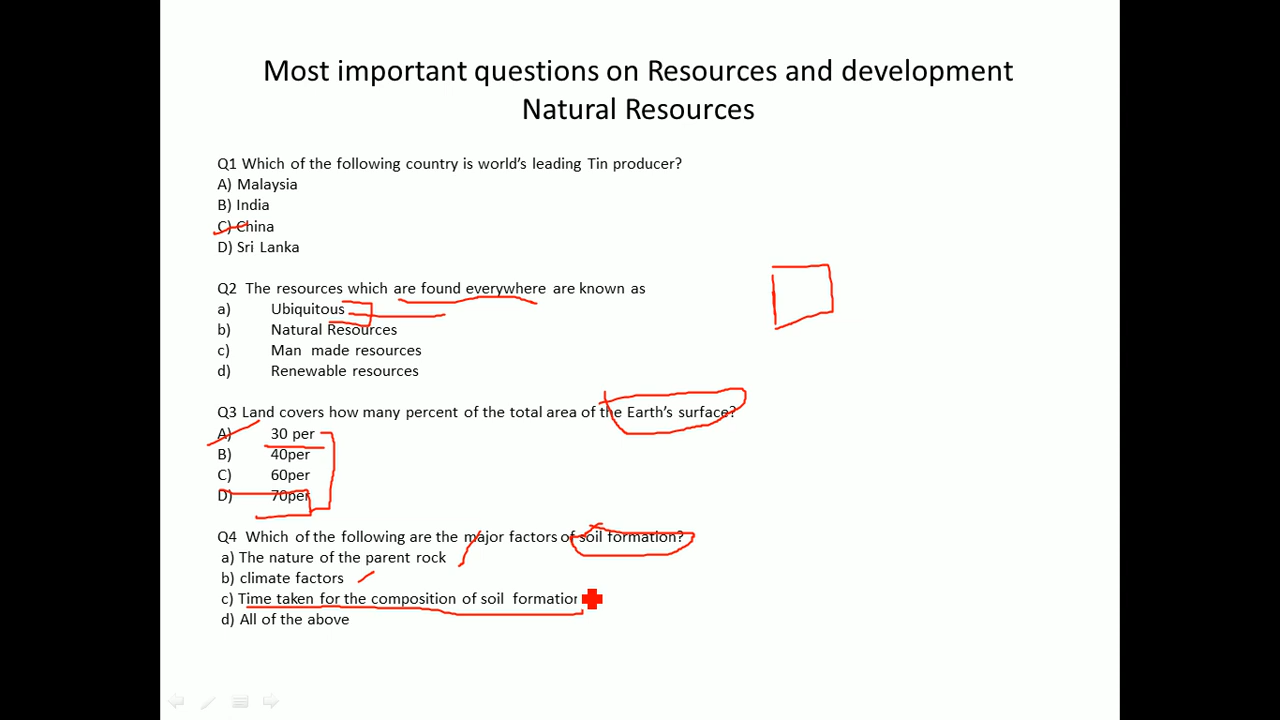 Most important questions on Resources and development
Natural Resources
Q1 Which of the following country is world's leading Tin producer?
A) Malaysia
B) India
C) China
D) Sri Lanka
Q2 The resources which are found everywhere are known as
a) Ubiquitous
b) Natural Resources
c) Man made resources
d) Renewable resources
Q3 Land covers how many percent of the total area of the Earth's surface?
A) 30 per
B) 40per
C) 60per
D) 70per
Q4 Which of the following are the major factors of soil formation?
a) The nature of the parent rock
b) climate factors
c) Time taken for the composition of soil formation
d) All of the above